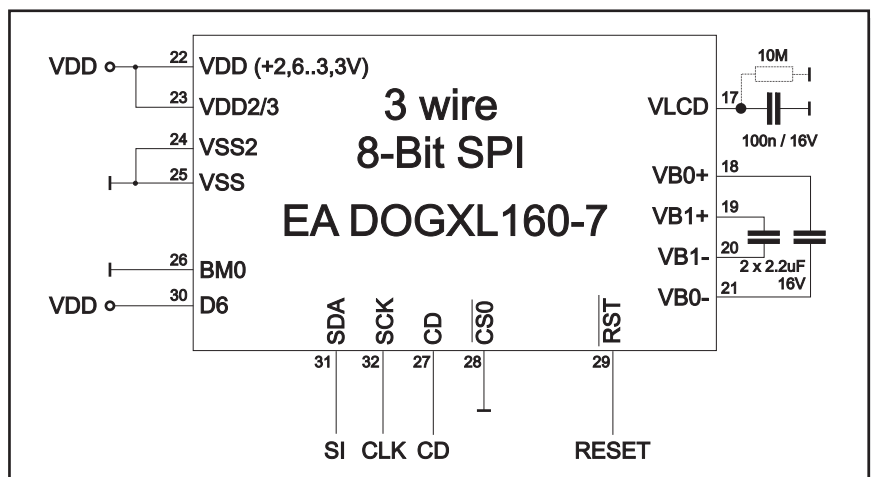 VDD
22
VDD (+2,6..3,3V)
23
VDD2/3
24
VSS2
25
VSS
26
BM0
VDD
30
D6
3 wire
8-Bit SPI
EA DOGXL160-7
10M
17
VLCD
100n / 16V
18
VB0+
19
VB1+
20
VB1-
2 x 2.2uF
16V
21
VB0-
SDA
SCK
CD
CS0
RST
31
32
27
28
29
SI
CLK
CD
RESET